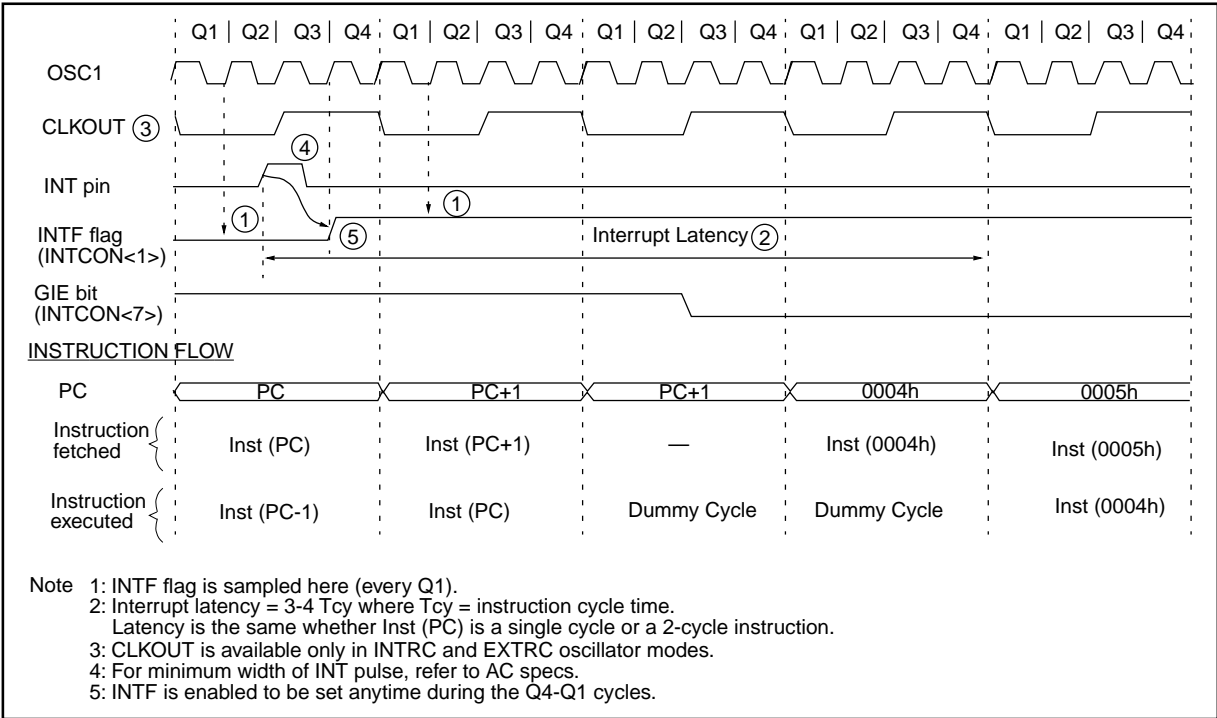 Q1 | Q2 | Q3 | Q4 Q1 | Q2 | Q3 | Q4 Q1 | Q2 | Q3 | Q4 Q1 | Q2 | Q3 | Q4 Q1 | Q2 | Q3 | Q4
OSC1
CLKOUT ③
④
INT pin
① ①
INTF flag
(INTCON<1>)
⑤ Interrupt Latency ②
GIE bit
(INTCON<7>)
INSTRUCTION FLOW
PC PC PC+1 PC+1 0004h 0005h
Instruction
fetched
Inst (PC) Inst (PC+1) — Inst (0004h) Inst (0005h)
Instruction
executed
Inst (PC-1) Inst (PC) Dummy Cycle Dummy Cycle Inst (0004h)
Note 1: INTF flag is sampled here (every Q1).
2: Interrupt latency = 3-4 Tcy where Tcy = instruction cycle time.
Latency is the same whether Inst (PC) is a single cycle or a 2-cycle instruction.
3: CLKOUT is available only in INTRC and EXTRC oscillator modes.
4: For minimum width of INT pulse, refer to AC specs.
5: INTF is enabled to be set anytime during the Q4-Q1 cycles.